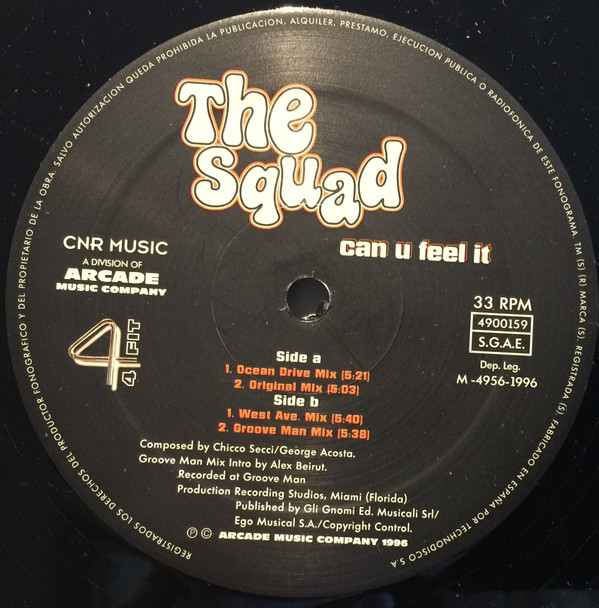 REGISTRADOS LOS DERECHOS DEL PRODUCTOR FONOGRAFICO Y DEL PROPIETARIO DE LA OBRA. SALVO AUTORIZACION QUEDA PROHIBIDA LA PUBLICACION, ALQUILER, PRESTAMO, EJECUCION PUBLICA O RADIOFONICA DE ESTE FONOGRAMA. TM (S) (R) MARCA (S). REGISTRADA (S). FABRICADO EN ESPAÑA POR TECHNODISCO S.A
The
Squad
can u feel it
CNR MUSIC
A DIVISION OF
ARCADE
MUSIC COMPANY
4
4 FIT
33 RPM
4900159
S.G.A.E.
Dep. Leg.
M -4956-1996
Side a
1. Ocean Drive Mix (5:21)
2. Original Mix (5:03)
Side b
1. West Ave. Mix (5:40)
2. Groove Man Mix (5:38)
Composed by Chicco Secci/George Acosta.
Groove Man Mix Intro by Alex Beirut.
Recorded at Groove Man
Production Recording Studios, Miami (Florida)
Published by Gli Gnomi Ed. Musicali Srl/
Ego Musical S.A./Copyright Control.
℗ © ARCADE MUSIC COMPANY 1996